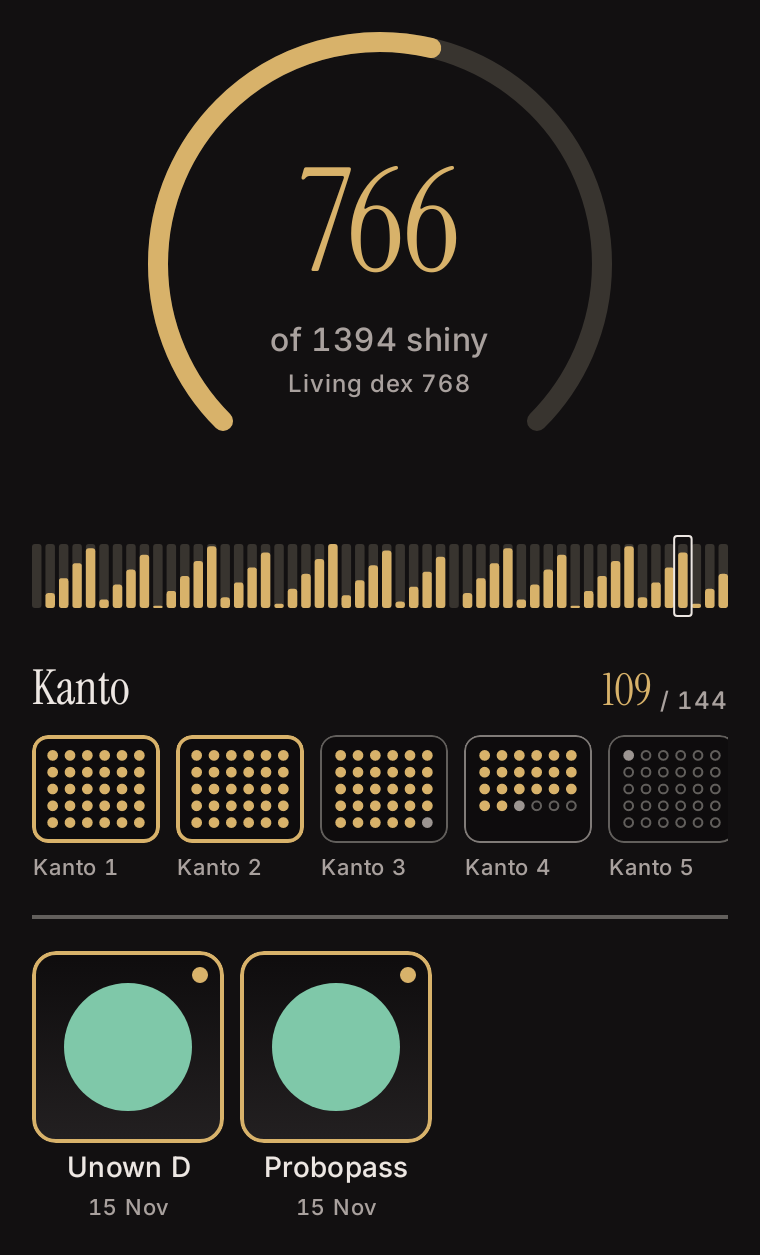 766
of 1394 shiny
Living dex 768
Kanto
109 / 144
Kanto 1
Kanto 2
Kanto 3
Kanto 4
Kanto 5
Unown D
Probopass
15 Nov
15 Nov